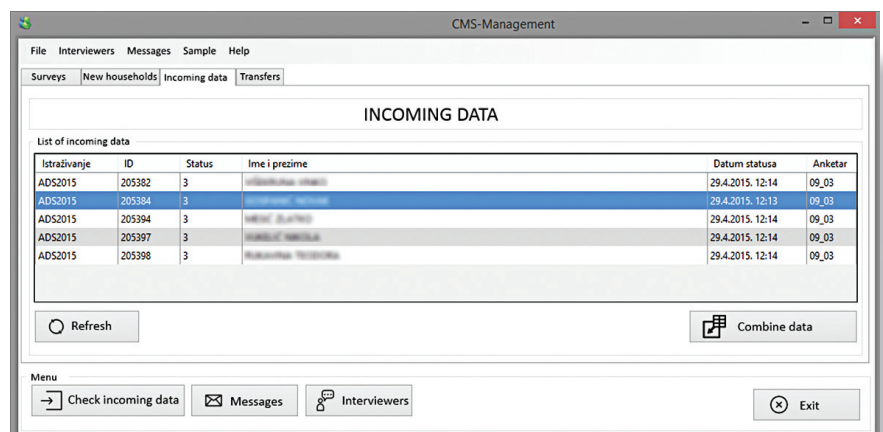 CMS-Management
File Interviewers Messages Sample Help
Surveys New households Incoming data Transfers
INCOMING DATA
List of incoming data
Istraživanje ID Status Ime i prezime Datum statusa Anketar
ADS2015 205382 3 29.4.2015. 12:14 09_03
ADS2015 205384 3 29.4.2015. 12:13 09_03
ADS2015 205394 3 29.4.2015. 12:14 09_03
ADS2015 205397 3 29.4.2015. 12:14 09_03
ADS2015 205398 3 29.4.2015. 12:14 09_03
Refresh Combine data
Menu
Check incoming data Messages Interviewers Exit